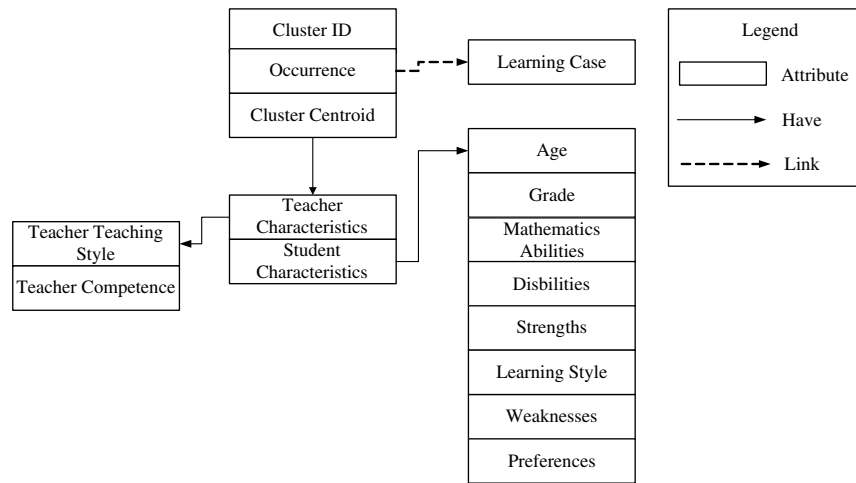 Cluster ID
Occurrence
Cluster Centroid
Learning Case
Legend
Attribute
Have
Link
Teacher
Characteristics
Student
Characteristics
Teacher Teaching
Style
Teacher Competence
Age
Grade
Mathematics
Abilities
Disbilities
Strengths
Learning Style
Weaknesses
Preferences